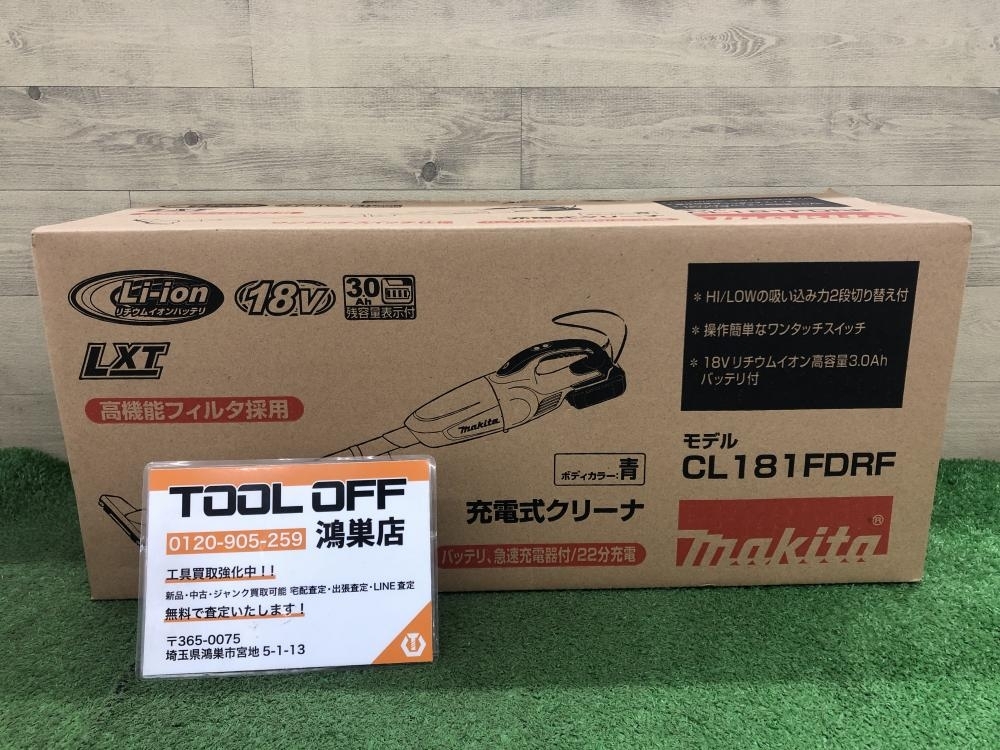 Li-ion
リチウムイオンバッテリ
18V
3.0
Ah
残容量表示付
LXT
高機能フィルタ採用
makita
＊HI/LOWの吸い込み力2段切り替え付
＊操作簡単なワンタッチスイッチ
＊18Vリチウムイオン高容量3.0Ah
バッテリ付
モデル
CL181FDRF
ボディカラー:青
充電式クリーナ
バッテリ、急速充電器付/22分充電
makita®
TOOL OFF
0120-905-259 鴻巣店
工具買取強化中！！
新品・中古・ジャンク買取可能 宅配査定・出張査定・LINE査定
無料で査定いたします！
〒365-0075
埼玉県鴻巣市宮地 5-1-13